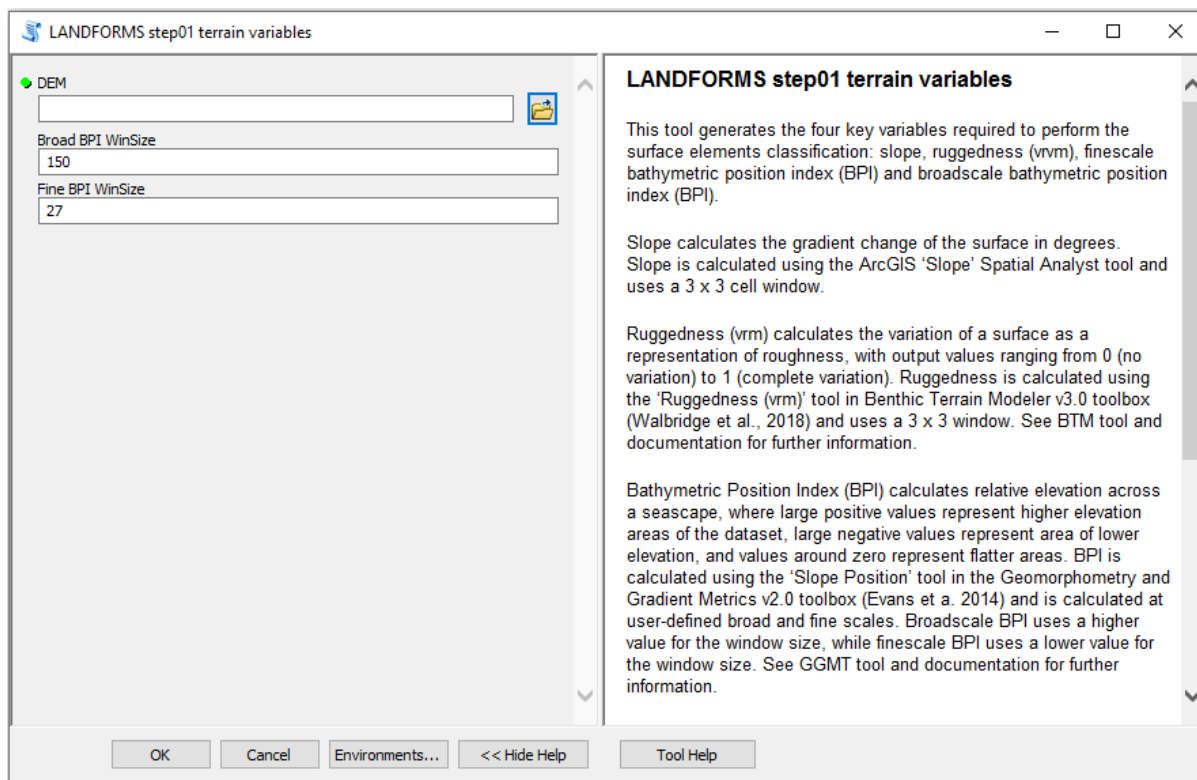 LANDFORMS step01 terrain variables
DEM
Broad BPI WinSize
150
Fine BPI WinSize
27
LANDFORMS step01 terrain variables
This tool generates the four key variables required to perform the
surface elements classification: slope, ruggedness (vrvm), finescale
bathymetric position index (BPI) and broadscale bathymetric position
index (BPI).
Slope calculates the gradient change of the surface in degrees.
Slope is calculated using the ArcGIS ‘Slope’ Spatial Analyst tool and
uses a 3 x 3 cell window.
Ruggedness (vrm) calculates the variation of a surface as a
representation of roughness, with output values ranging from 0 (no
variation) to 1 (complete variation). Ruggedness is calculated using
the ‘Ruggedness (vrm)’ tool in Benthic Terrain Modeler v3.0 toolbox
(Walbridge et al., 2018) and uses a 3 x 3 window. See BTM tool and
documentation for further information.
Bathymetric Position Index (BPI) calculates relative elevation across
a seascape, where large positive values represent higher elevation
areas of the dataset, large negative values represent area of lower
elevation, and values around zero represent flatter areas. BPI is
calculated using the ‘Slope Position’ tool in the Geomorphometry and
Gradient Metrics v2.0 toolbox (Evans et a. 2014) and is calculated at
user-defined broad and fine scales. Broadscale BPI uses a higher
value for the window size, while finescale BPI uses a lower value for
the window size. See GGMT tool and documentation for further
information.
OK
Cancel
Environments...
<< Hide Help
Tool Help